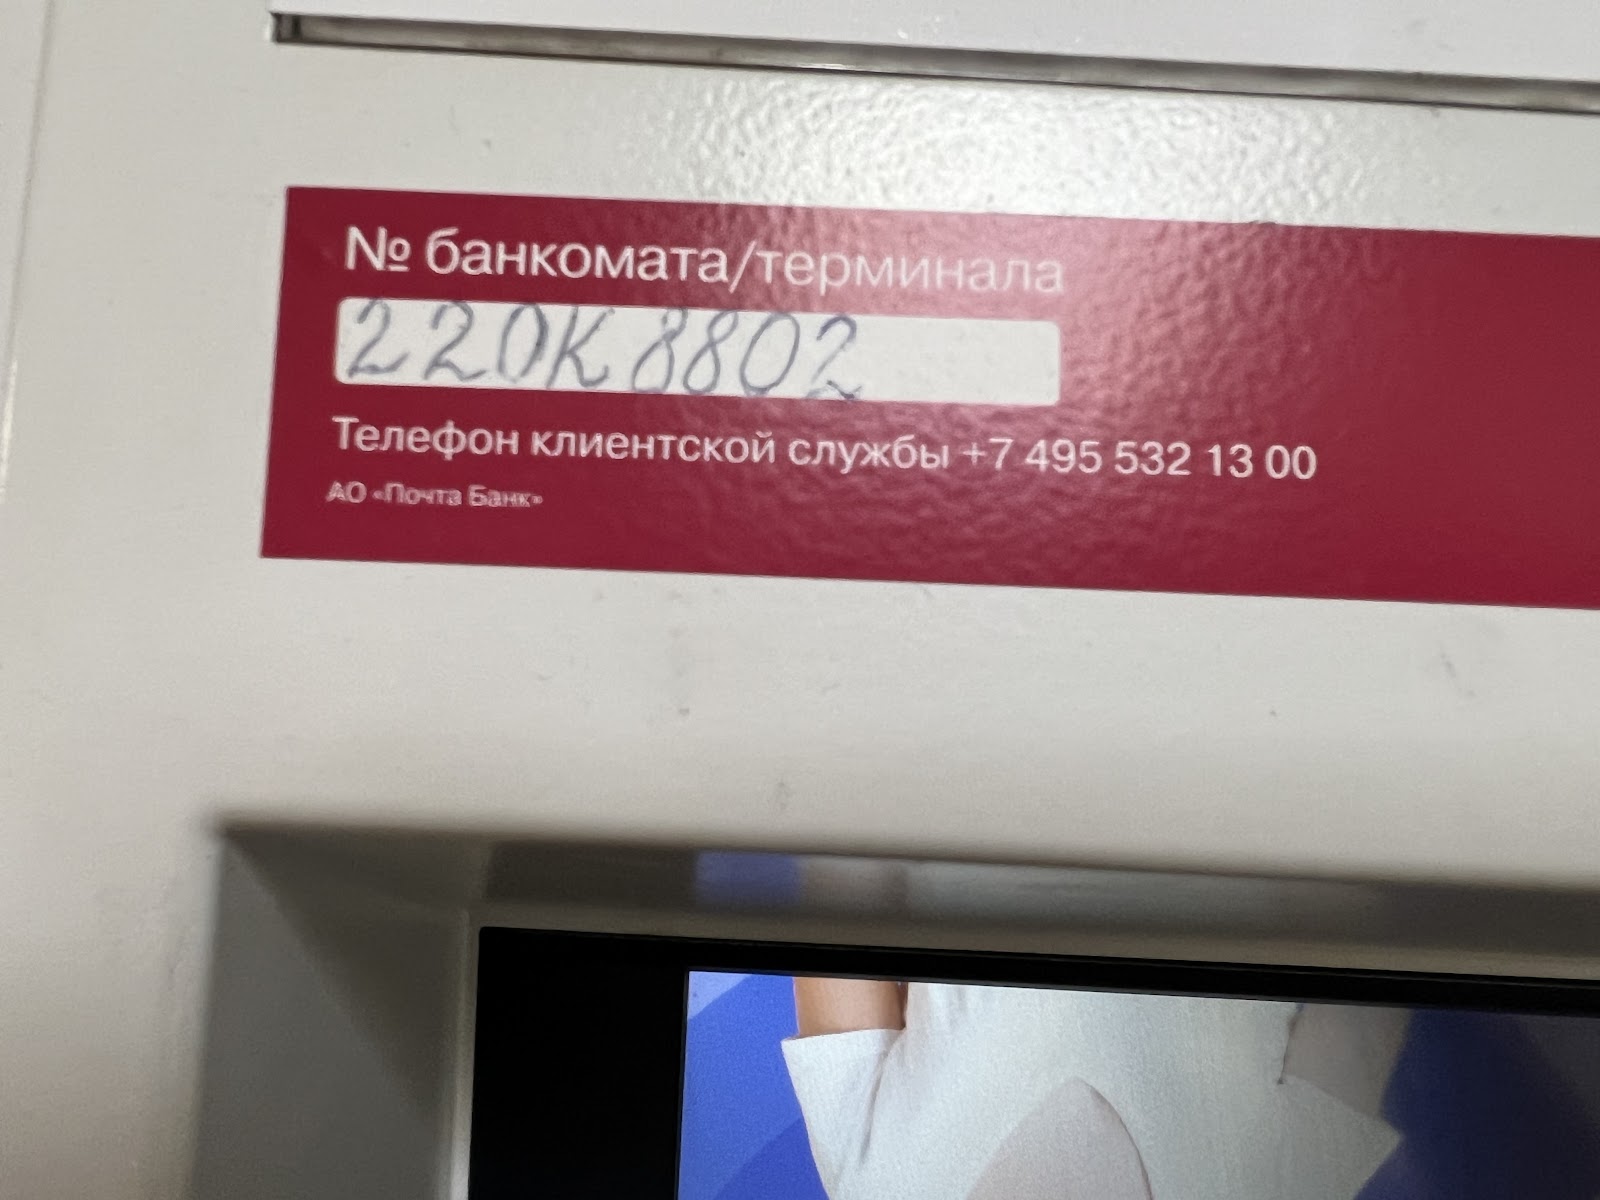 № банкомата/терминала
220K8802
Телефон клиентской службы +7 495 532 13 00
АО «Почта Банк»